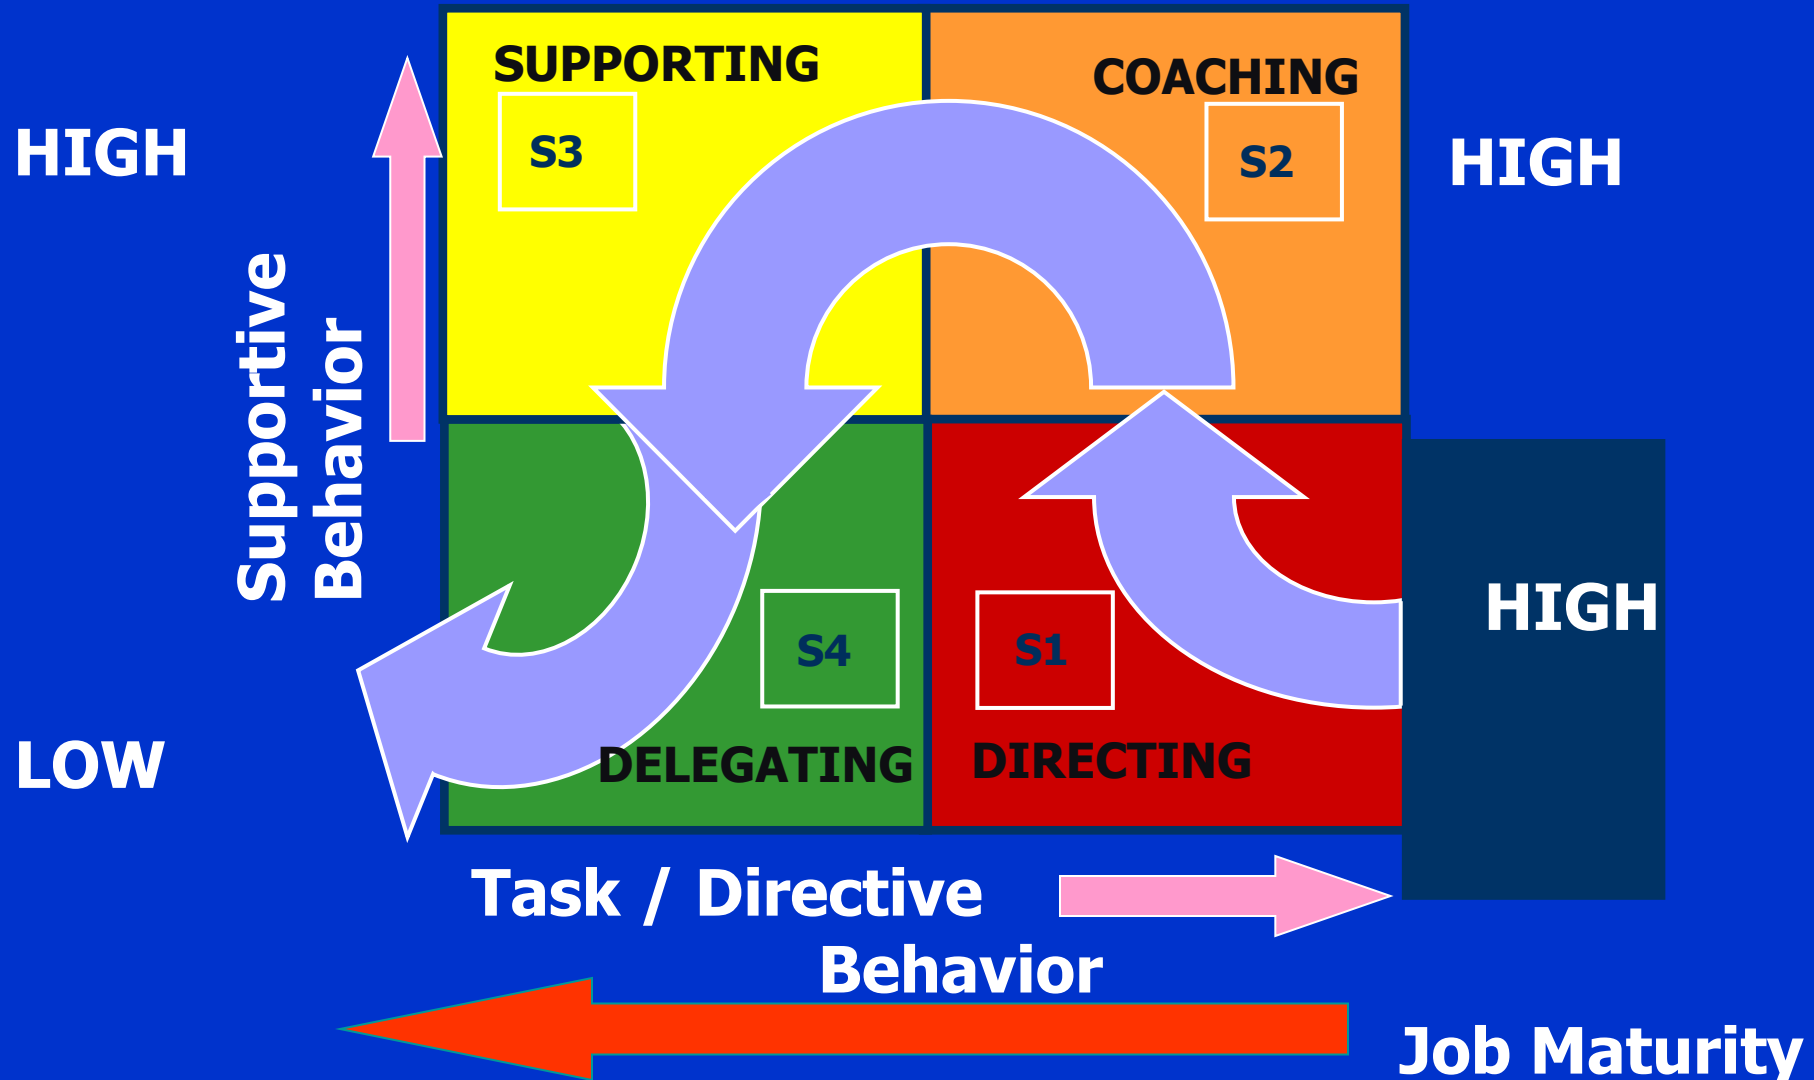 SUPPORTING
COACHING
HIGH
S3
S2
HIGH
Supportive
Behavior
HIGH
S4
S1
LOW
DELEGATING
DIRECTING
Task / Directive
Behavior
Job Maturity